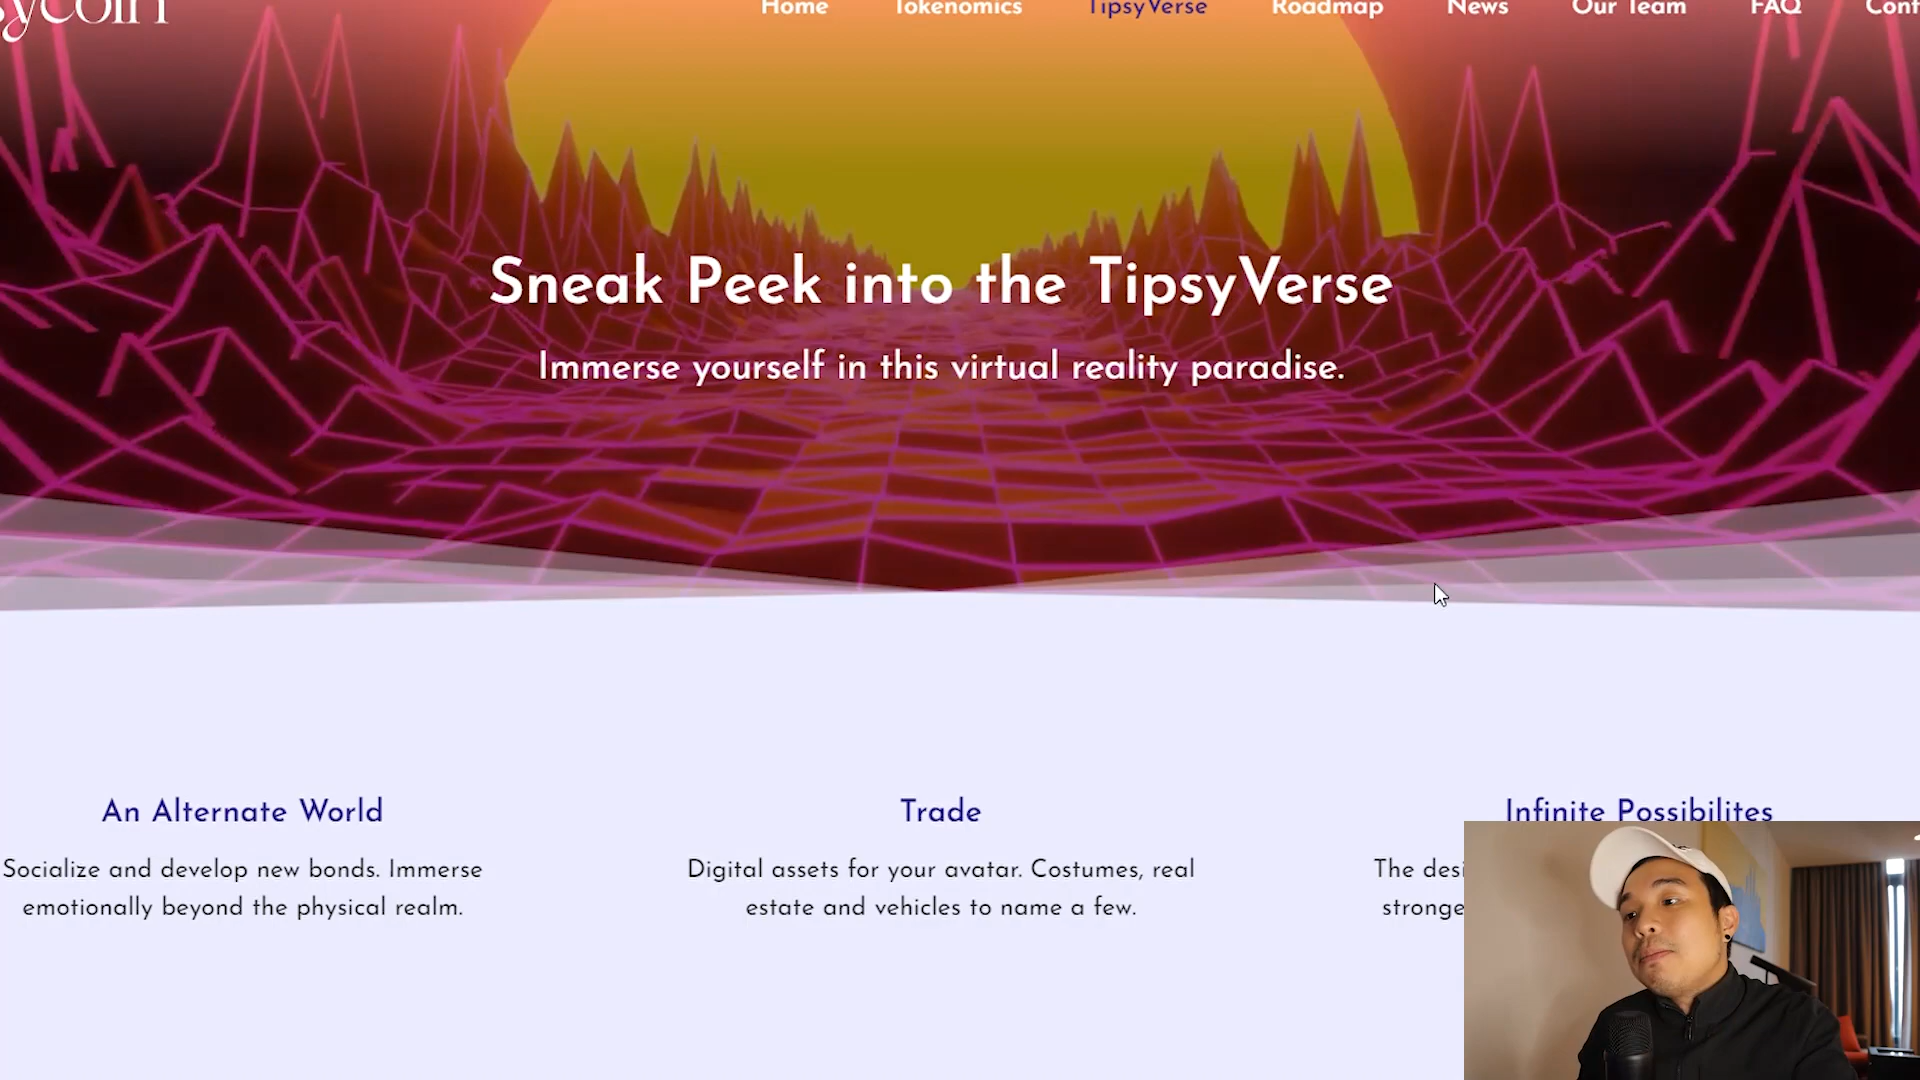 sycoin
Home Tokenomics TipsyVerse Roadmap News Our Team FAQ Cont
Sneak Peek into the TipsyVerse
Immerse yourself in this virtual reality paradise.
An Alternate World
Socialize and develop new bonds. Immerse
emotionally beyond the physical realm.
Trade
Digital assets for your avatar. Costumes, real
estate and vehicles to name a few.
Infinite Possibilites
The desi
stronge